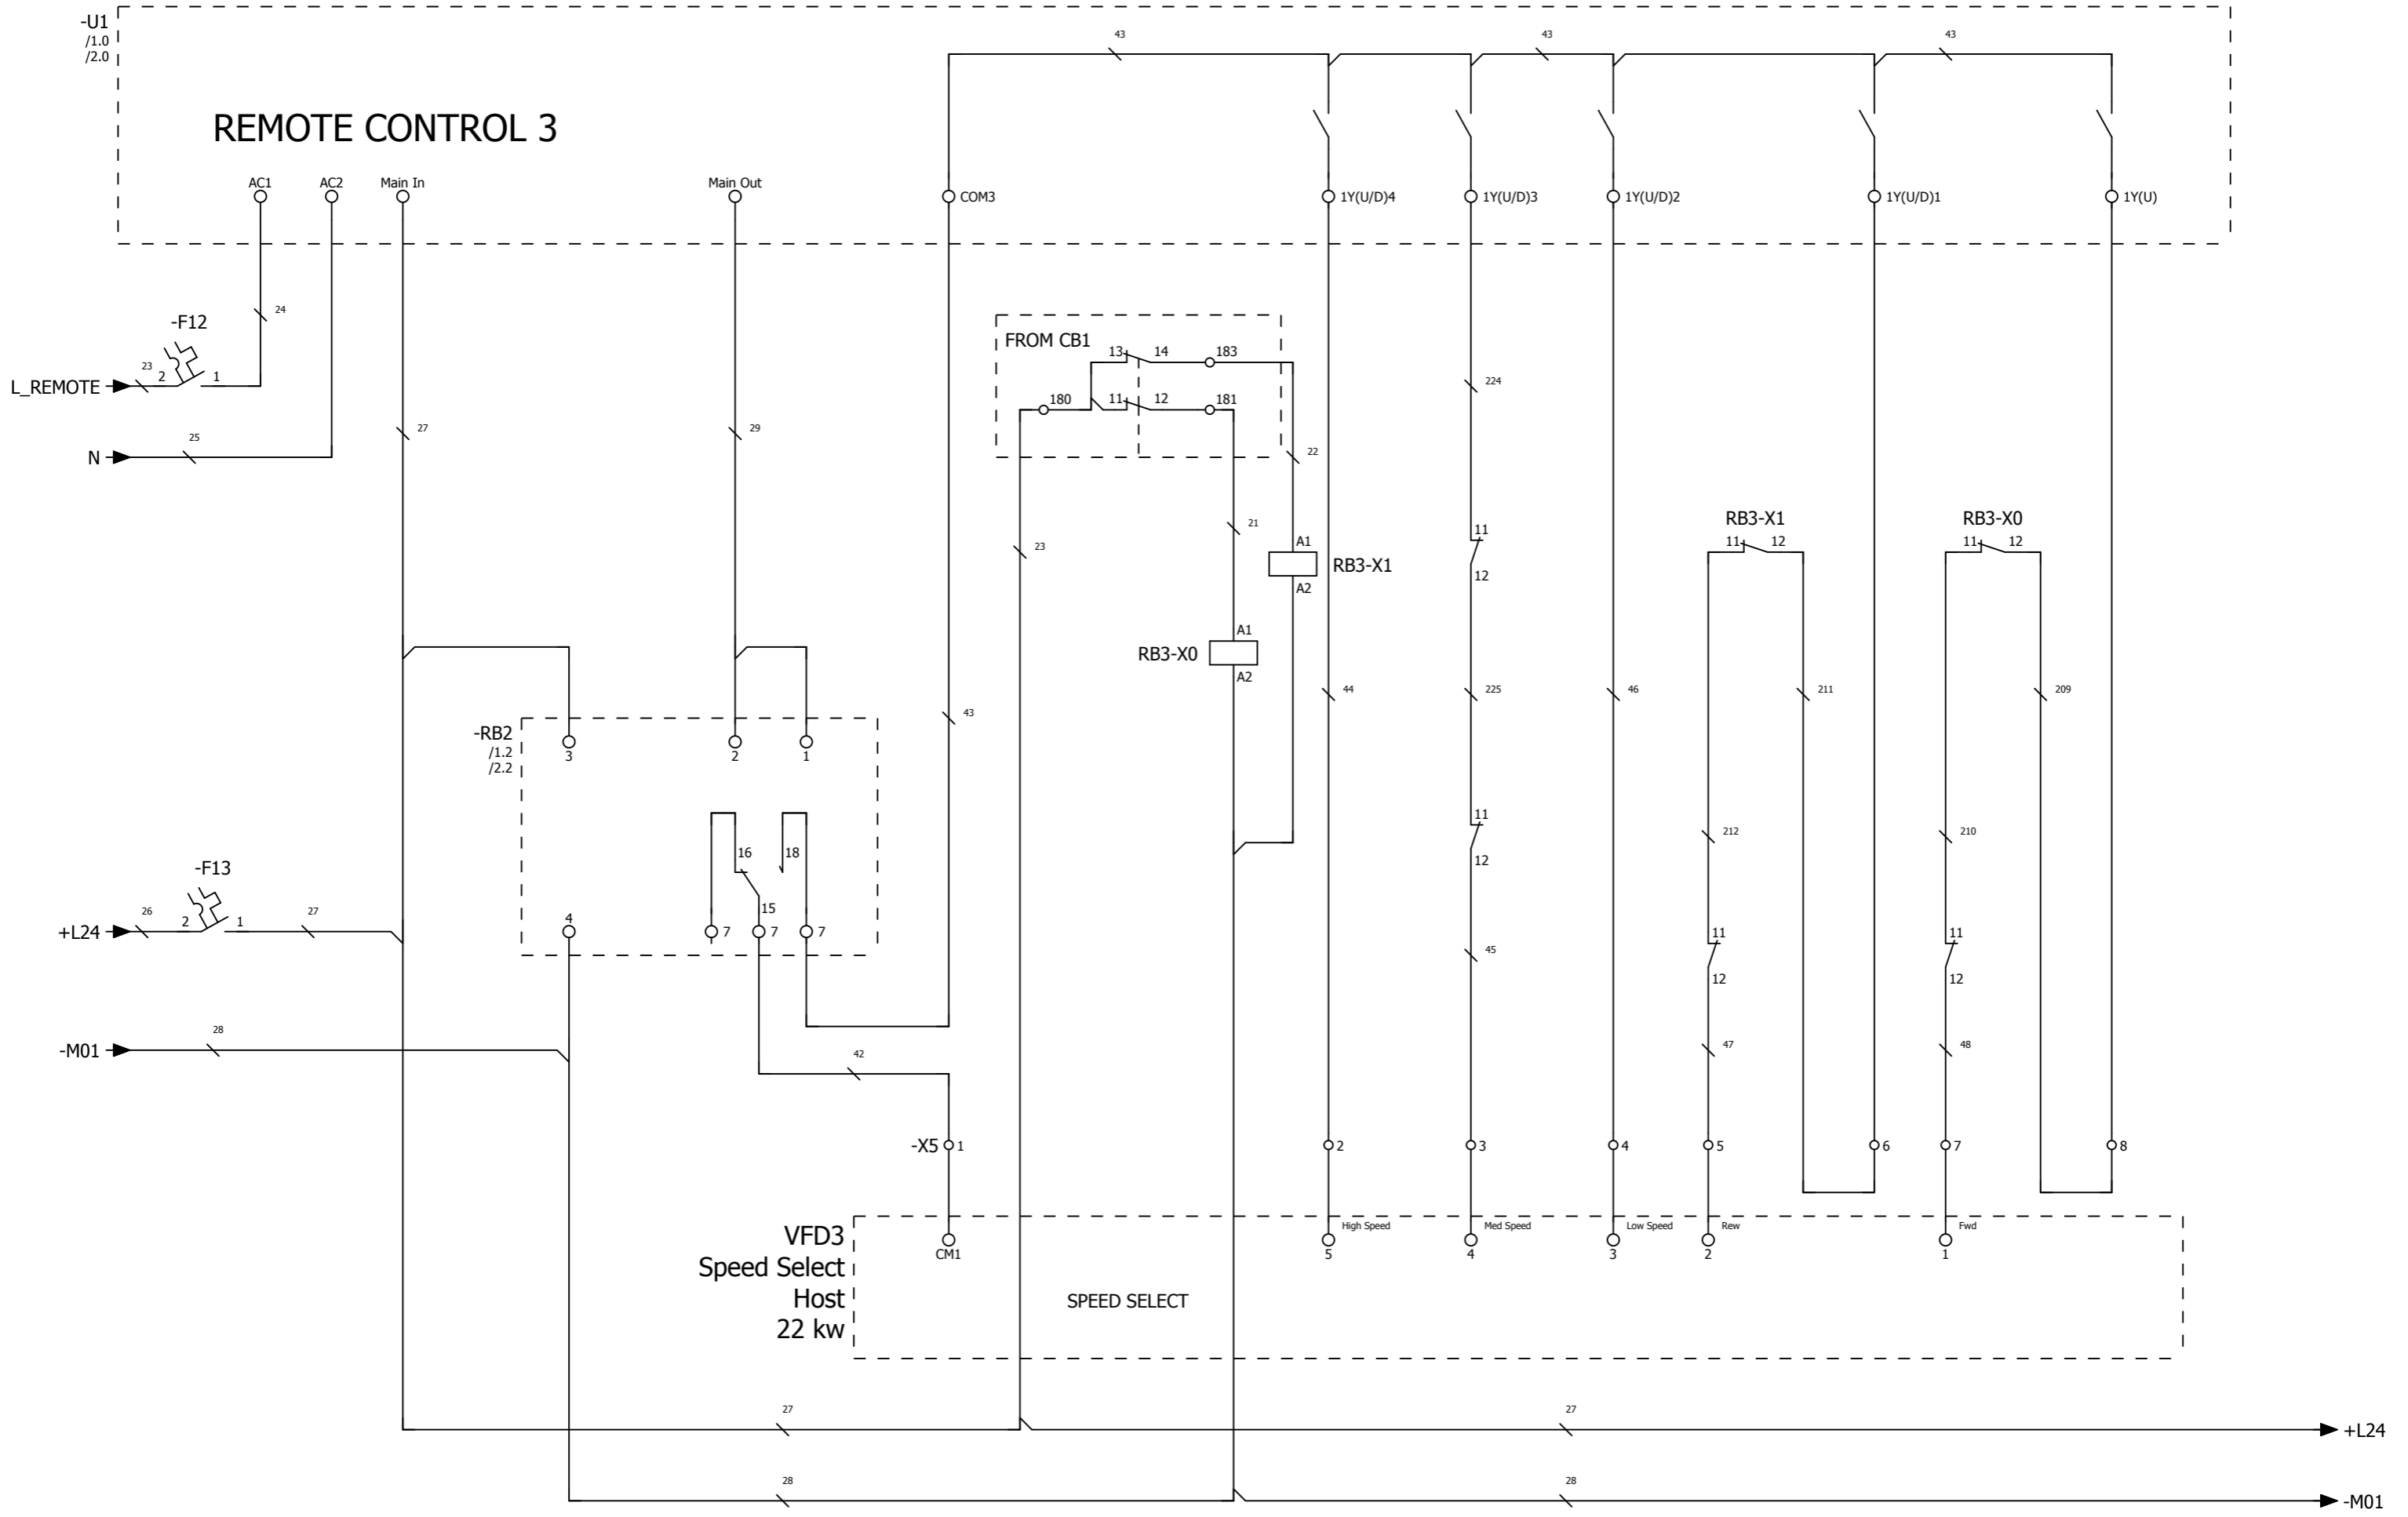 -U1
/1.0
/2.0
43
43
43
REMOTE CONTROL 3
AC1
AC2
Main In
Main Out
COM3
1Y(U/D)4
1Y(U/D)3
1Y(U/D)2
1Y(U/D)1
1Y(U)
24
-F12
FROM CB1
13
14
183
23
2
1
L_REMOTE
224
180
11
12
181
27
29
25
N
22
RB3-X1
RB3-X0
21
11
23
A1
11
12
11
12
RB3-X1
12
A2
A1
RB3-X0
A2
44
225
46
211
209
43
-RB2
/1.2
/2.2
3
2
1
11
212
210
16
18
12
-F13
15
26
2
1
27
4
+L24
7
7
7
11
11
45
12
12
28
-M01
42
47
48
-X5
1
2
3
4
5
6
7
8
High Speed
Med Speed
Low Speed
Rew
Fwd
VFD3
CM1
5
4
3
2
1
Speed Select
Host
SPEED SELECT
22 kw
27
27
+L24
28
28
-M01